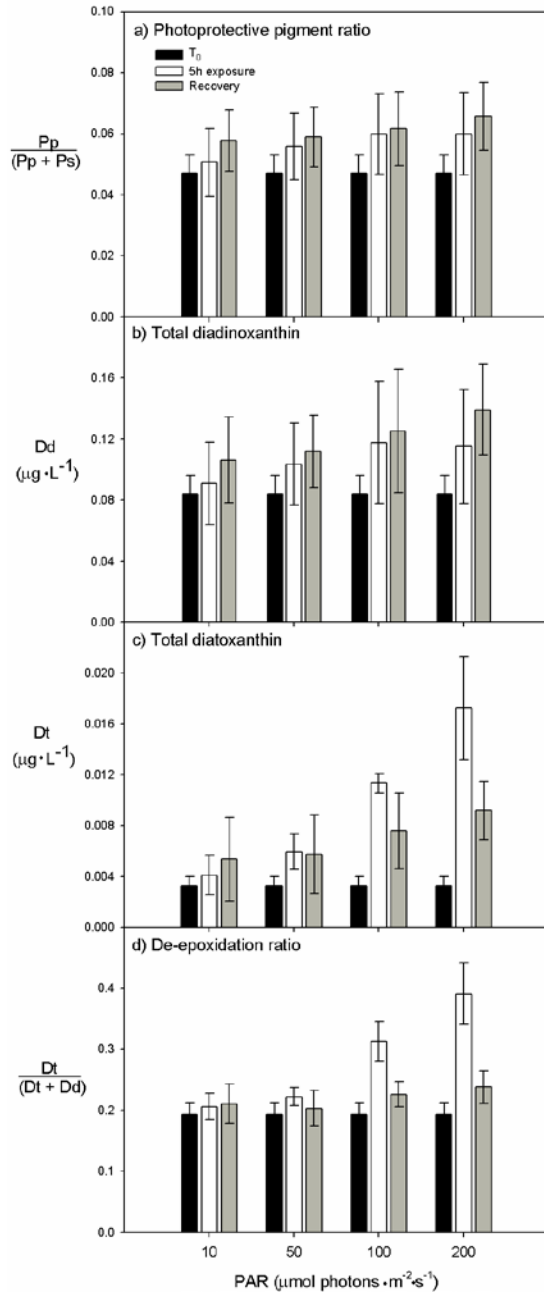 a) Photoprotective pigment ratio
T0
5h exposure
Recovery
Pp
(Pp + Ps)
0.10
0.08
0.06
0.04
0.02
0.00
b) Total diadinoxanthin
Dd
(µg·L-1)
0.16
0.12
0.08
0.04
0.00
c) Total diatoxanthin
Dt
(µg·L-1)
0.020
0.016
0.012
0.008
0.004
0.000
d) De-epoxidation ratio
Dt
(Dt + Dd)
0.4
0.3
0.2
0.1
0.0
10 50 100 200
PAR (µmol photons·m-2·s-1)